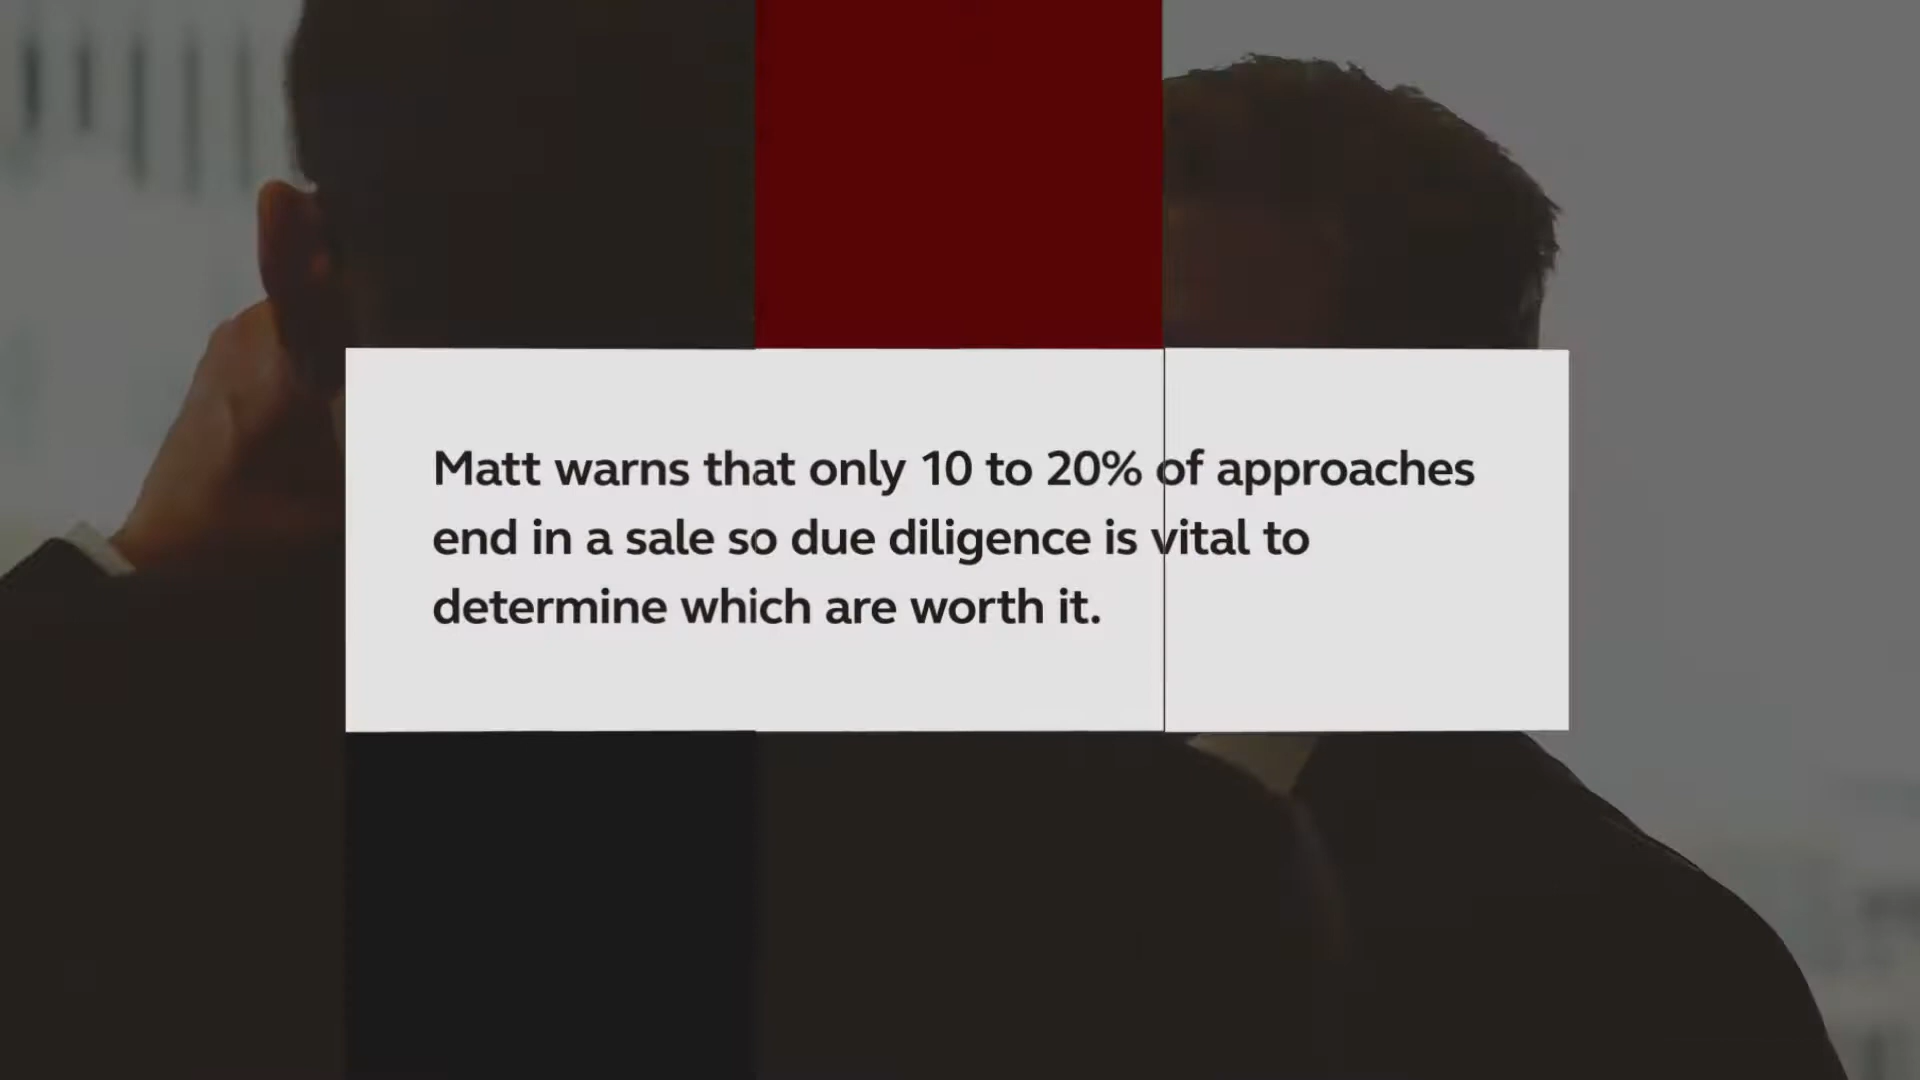 Matt warns that only 10 to 20% of approaches
end in a sale so due diligence is vital to
determine which are worth it.